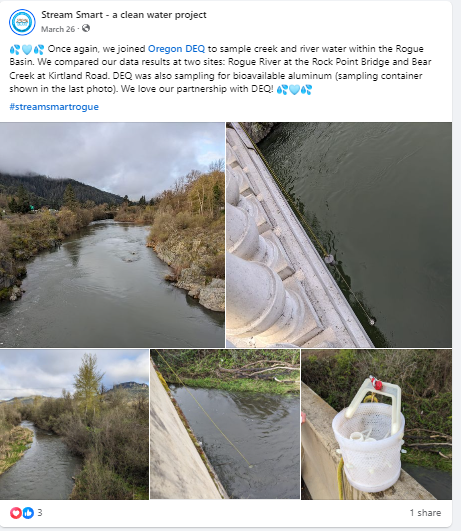 Stream Smart - a clean water project
March 26 ·
💦🩵💦 Once again, we joined Oregon DEQ to sample creek and river water within the Rogue
Basin. We compared our data results at two sites: Rogue River at the Rock Point Bridge and Bear
Creek at Kirtland Road. DEQ was also sampling for bioavailable aluminum (sampling container
shown in the last photo). We love our partnership with DEQ! 💦🩵💦
#streamsmartrogue
3
1 share